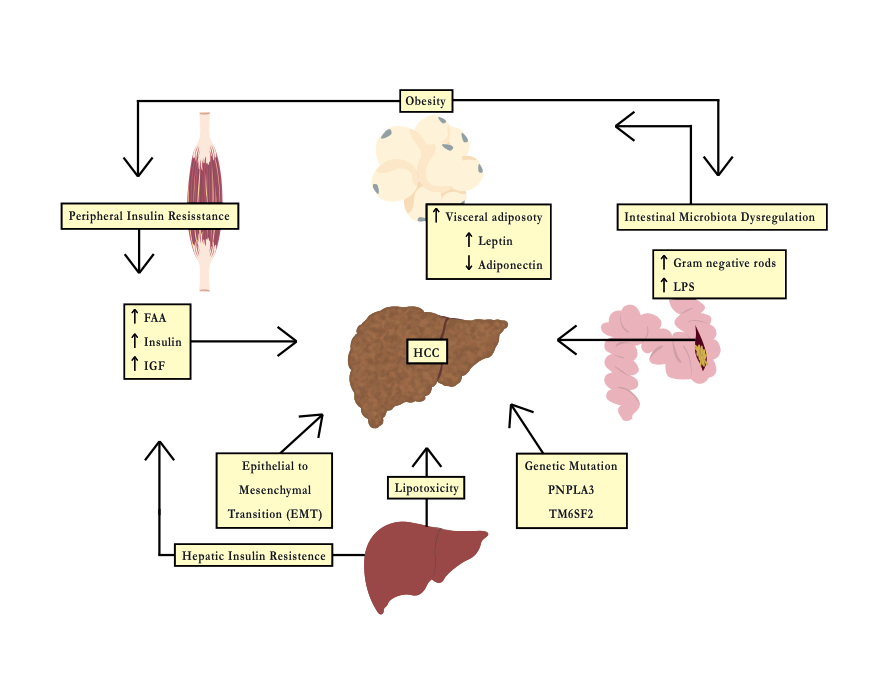 Obesity
Peripheral Insulin Resisstance
↑ Visceral adiposoty
↑ Leptin
↓ Adiponectin
Intestinal Microbiota Dysregulation
↑ Gram negative rods
↑ LPS
↑ FAA
↑ Insulin
↑ IGF
HCC
Epithelial to
Mesenchymal
Transition (EMT)
Lipotoxicity
Genetic Mutation
PNPLA3
TM6SF2
Hepatic Insulin Resistence